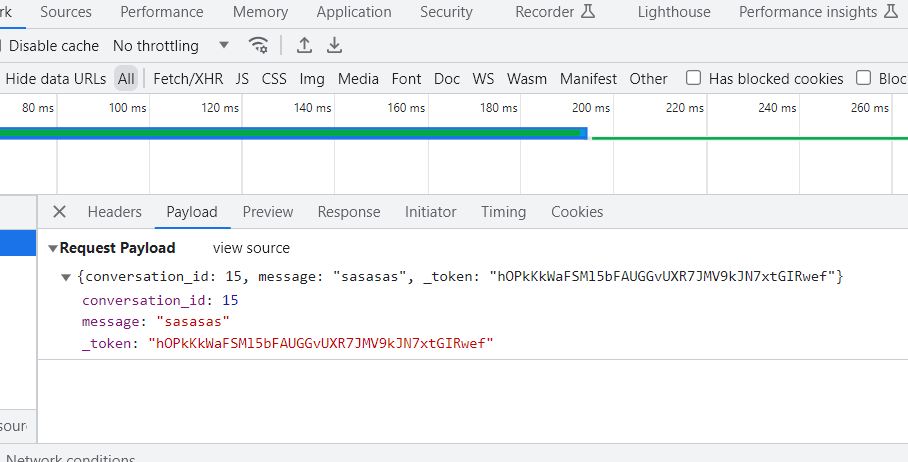 rk Sources Performance Memory Application Security Recorder Lighthouse Performance insights
Disable cache No throttling
Hide data URLs All Fetch/XHR JS CSS Img Media Font Doc WS Wasm Manifest Other Has blocked cookies Bloc
80 ms 100 ms 120 ms 140 ms 160 ms 180 ms 200 ms 220 ms 240 ms 260 ms
Headers Payload Preview Response Initiator Timing Cookies
Request Payload view source
{conversation_id: 15, message: "sasasas", _token: "hOPkKkWaFSMl5bFAUGGvUXR7JMV9kJN7xtGIRwef"}
conversation_id: 15
message: "sasasas"
_token: "hOPkKkWaFSMl5bFAUGGvUXR7JMV9kJN7xtGIRwef"
sour
Network conditions